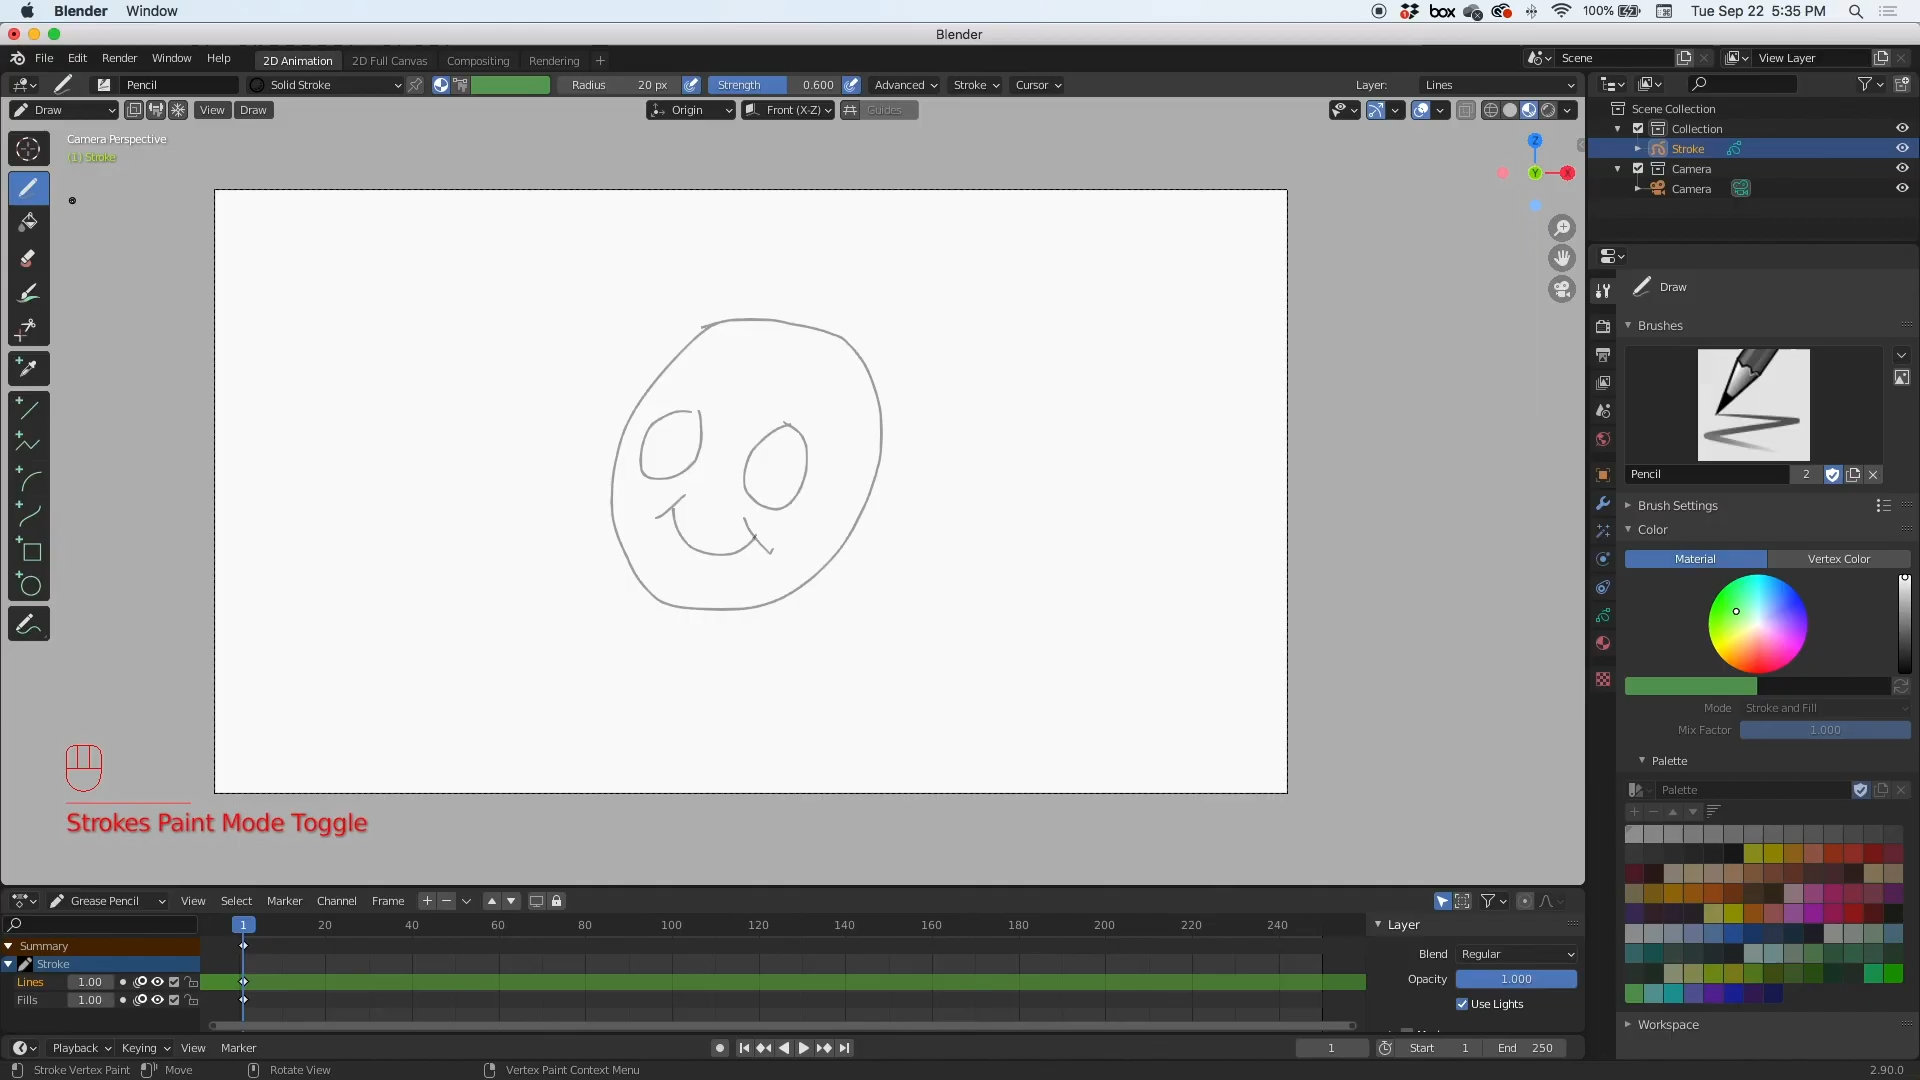 Blender Window
box
100%
Tue Sep 22 5:35 PM
Blender
File Edit Render Window Help
2D Animation 2D Full Canvas Compositing Rendering +
Scene
View Layer
Pencil
Solid Stroke
Radius 20 px
Strength 0.600
Advanced Stroke Cursor
Layer: Lines
Draw
View Draw
Origin
Front (X-Z)
Guides
Camera Perspective
(1) Stroke
Z
Y
X
Scene Collection
Collection
Stroke
Camera
Camera
Draw
Brushes
Pencil 2
Brush Settings
Color
Material Vertex Color
Mode Stroke and Fill
Mix Factor 1.000
Palette
Palette
Workspace
Strokes Paint Mode Toggle
Grease Pencil View Select Marker Channel Frame
1 20 40 60 80 100 120 140 160 180 200 220 240
Summary
Stroke
Lines 1.00
Fills 1.00
Layer
Blend Regular
Opacity 1.000
Use Lights
Playback Keying View Marker
1
Start 1
End 250
Stroke Vertex Paint Move Rotate View Vertex Paint Context Menu
2.90.0